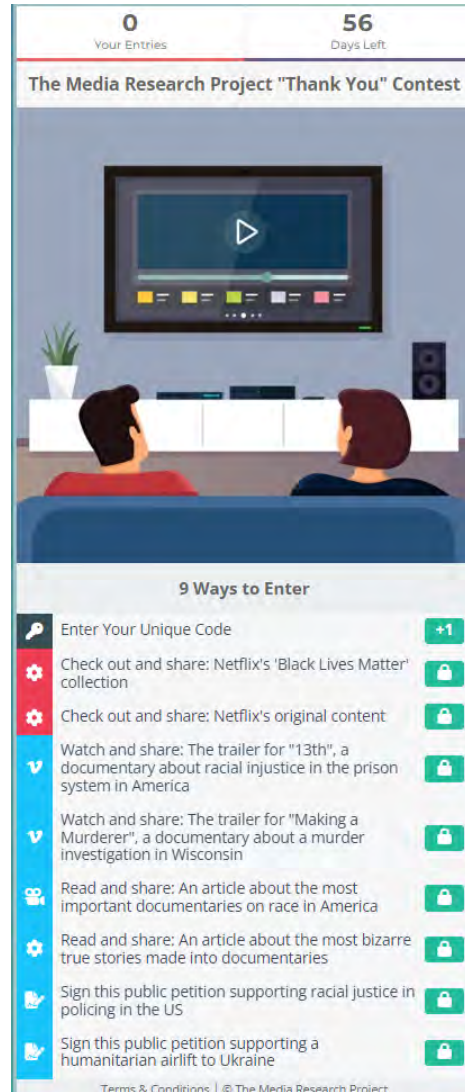 0
Your Entries
56
Days Left
The Media Research Project "Thank You" Contest
9 Ways to Enter
Enter Your Unique Code
+1
Check out and share: Netflix's 'Black Lives Matter'
collection
Check out and share: Netflix's original content
Watch and share: The trailer for "13th", a
documentary about racial injustice in the prison
system in America
Watch and share: The trailer for "Making a
Murderer", a documentary about a murder
investigation in Wisconsin
Read and share: An article about the most
important documentaries on race in America
Read and share: An article about the most bizarre
true stories made into documentaries
Sign this public petition supporting racial justice in
policing in the US
Sign this public petition supporting a
humanitarian airlift to Ukraine
Terms & Conditions | © The Media Research Project